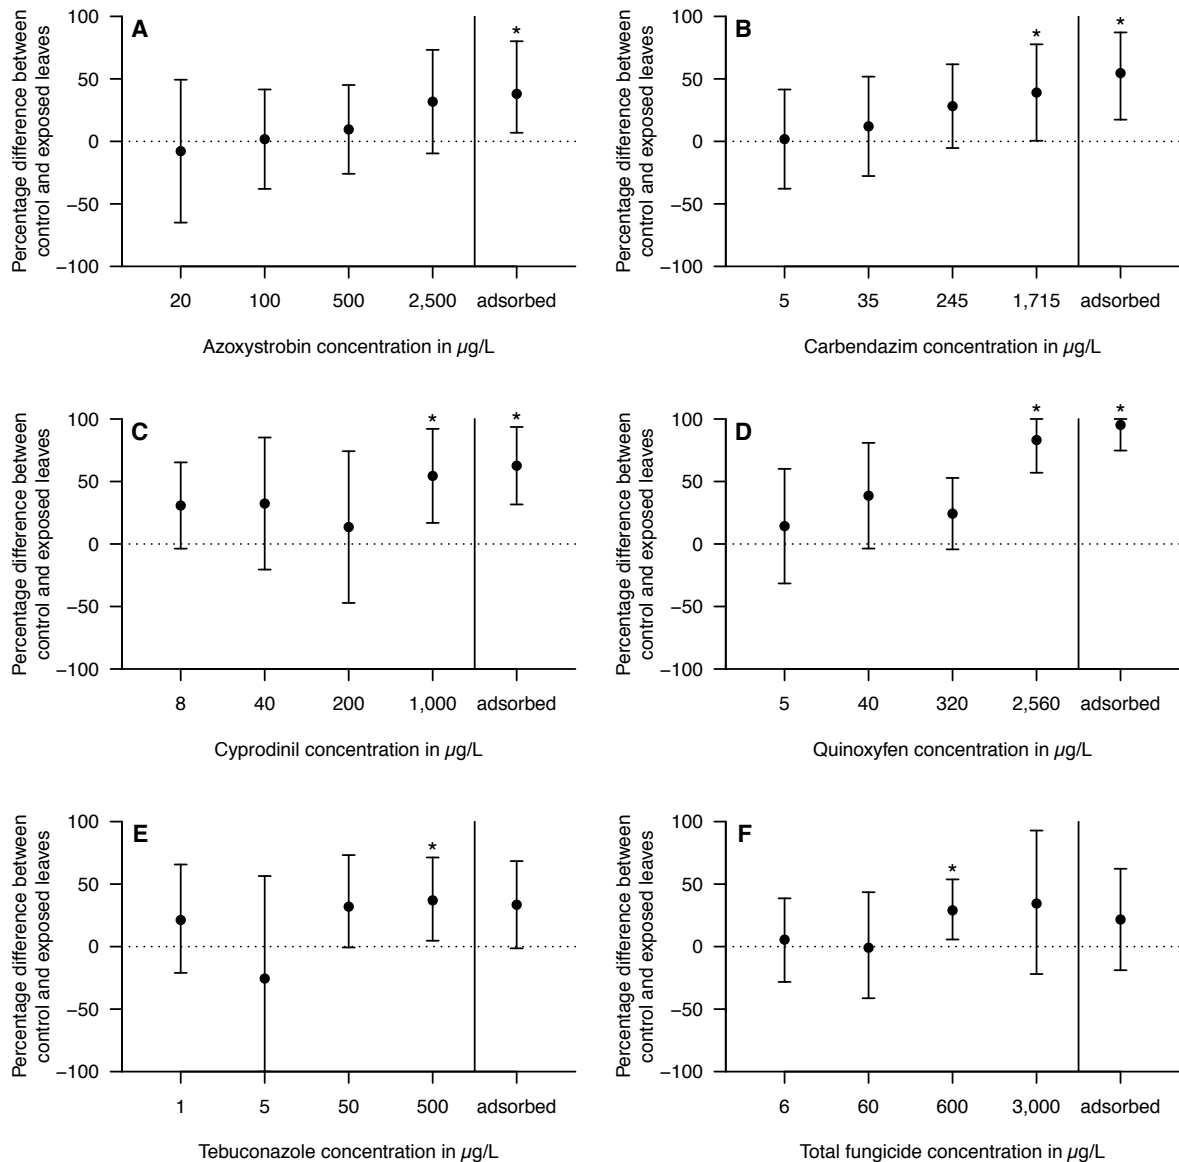 A
Percentage difference between
control and exposed leaves
100
50
0
−50
−100
*
20 100 500 2,500 adsorbed
Azoxystrobin concentration in µg/L
B
Percentage difference between
control and exposed leaves
100
50
0
−50
−100
* *
5 35 245 1,715 adsorbed
Carbendazim concentration in µg/L
C
Percentage difference between
control and exposed leaves
100
50
0
−50
−100
* *
8 40 200 1,000 adsorbed
Cyprodinil concentration in µg/L
D
Percentage difference between
control and exposed leaves
100
50
0
−50
−100
* *
5 40 320 2,560 adsorbed
Quinoxyfen concentration in µg/L
E
Percentage difference between
control and exposed leaves
100
50
0
−50
−100
*
1 5 50 500 adsorbed
Tebuconazole concentration in µg/L
F
Percentage difference between
control and exposed leaves
100
50
0
−50
−100
*
6 60 600 3,000 adsorbed
Total fungicide concentration in µg/L